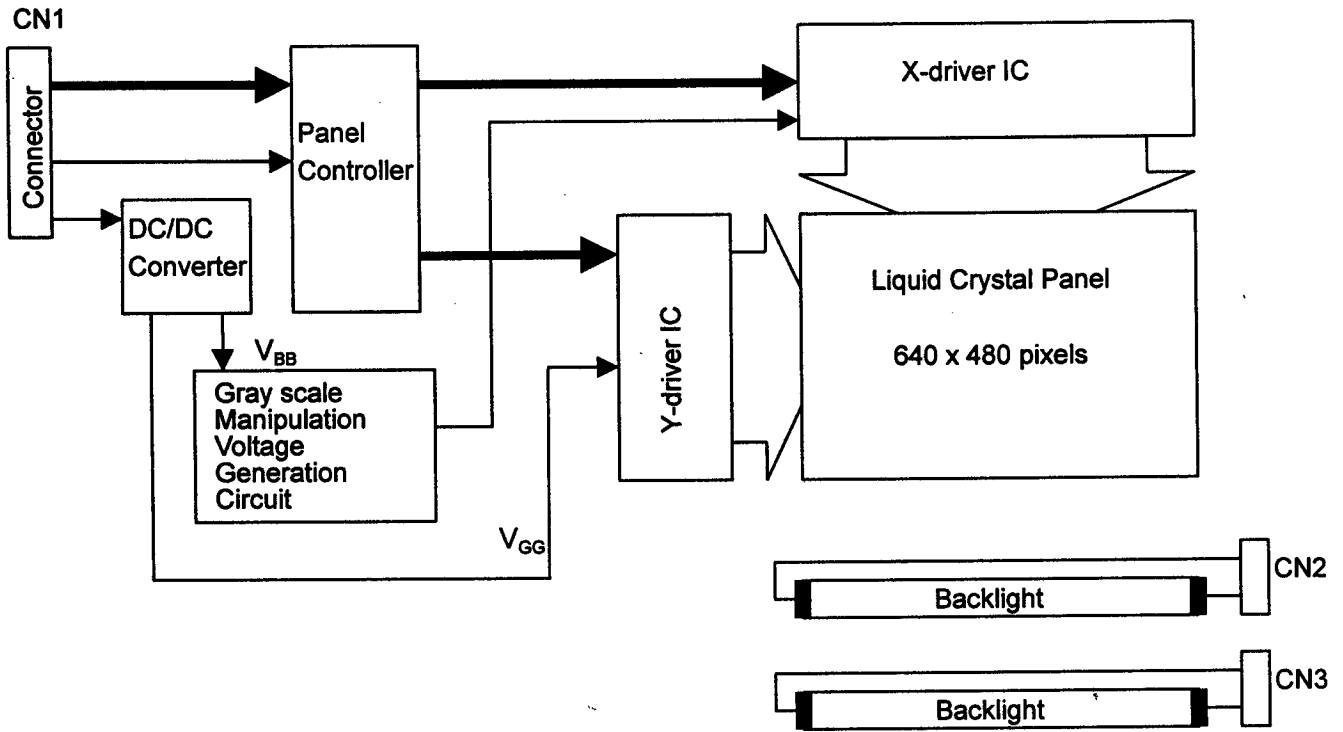 CN1
Connector
Panel
Controller
X-driver IC
DC/DC
Converter
V_BB
Gray scale
Manipulation
Voltage
Generation
Circuit
V_GG
Y-driver IC
Liquid Crystal Panel
640 x 480 pixels
Backlight
CN2
Backlight
CN3